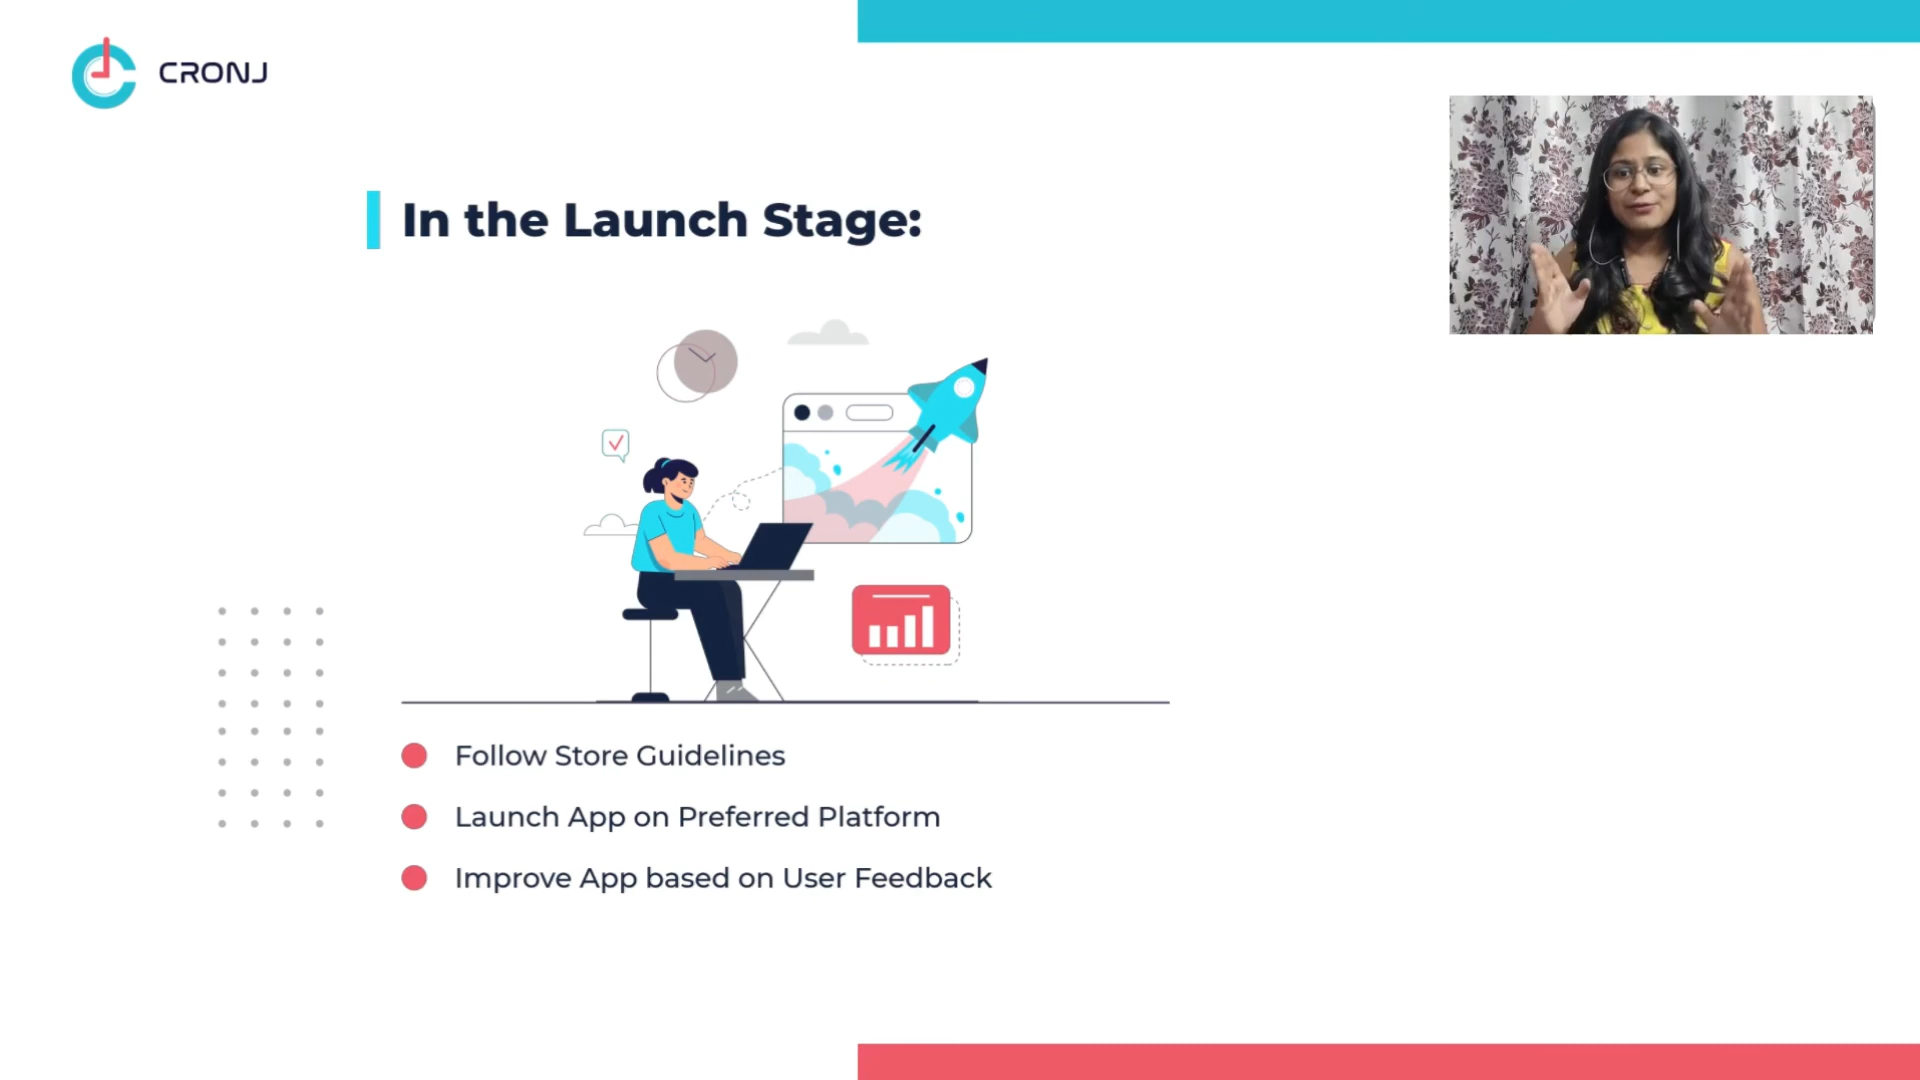 CRONJ
In the Launch Stage:
Follow Store Guidelines
Launch App on Preferred Platform
Improve App based on User Feedback